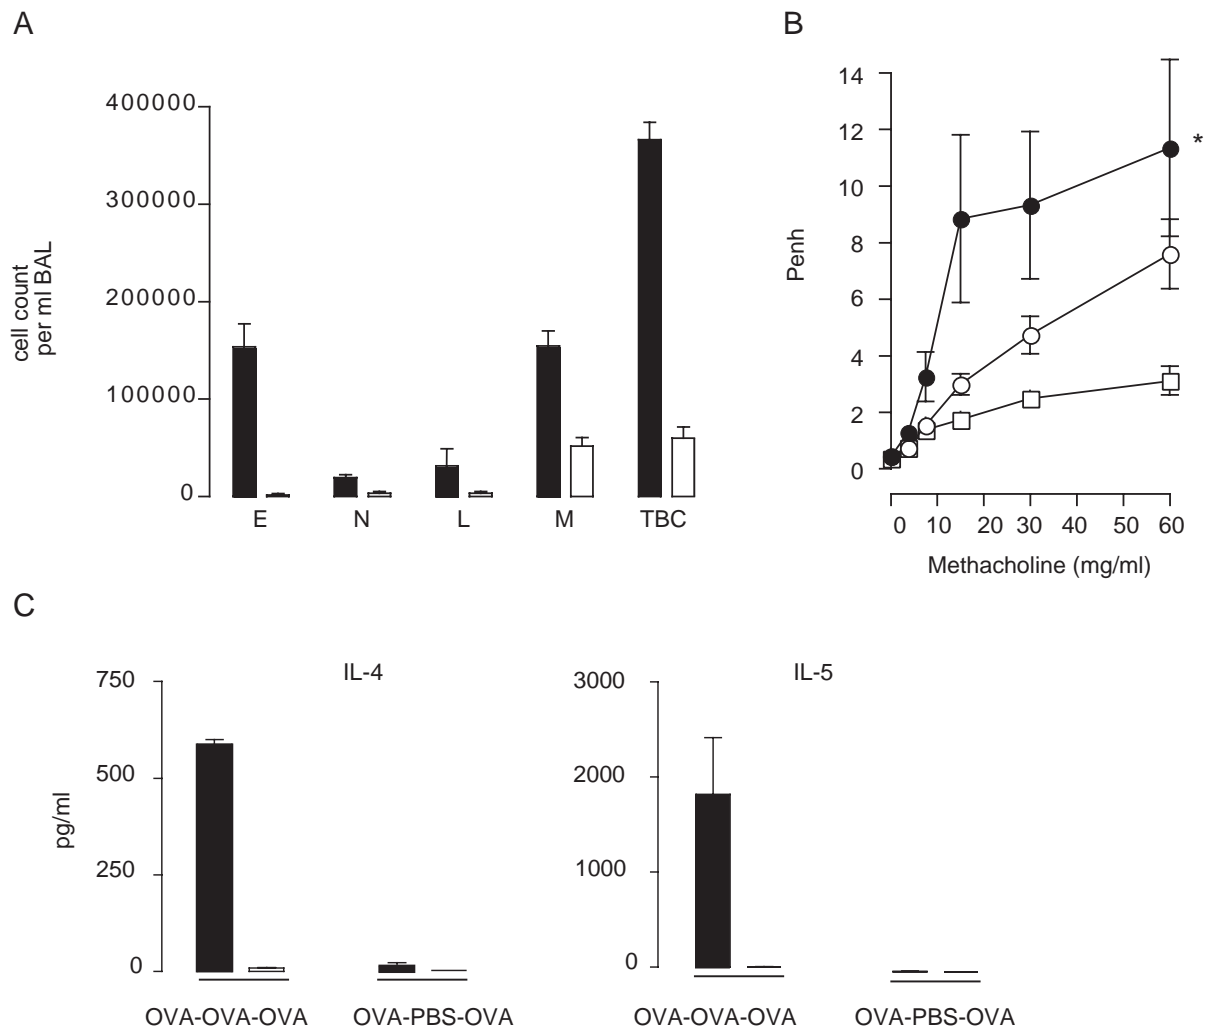 A
cell count
per ml BAL
400000
300000
200000
100000
0
E N L M TBC
B
Penh
14
12
10
8
6
4
2
0
*
0 10 20 30 40 50 60
Methacholine (mg/ml)
C
pg/ml
IL-4
750
500
250
0
OVA-OVA-OVA OVA-PBS-OVA
IL-5
3000
2000
1000
0
OVA-OVA-OVA OVA-PBS-OVA